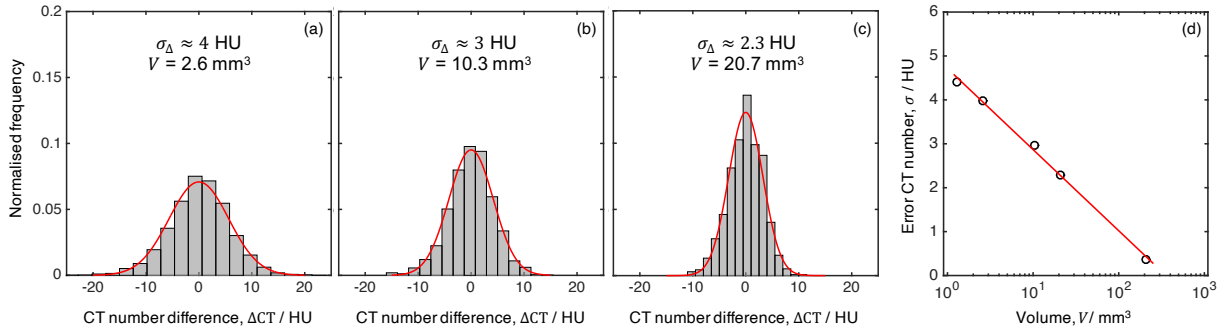 (a)
σ_Δ ≈ 4 HU
V = 2.6 mm³
0.2
0.15
0.1
0.05
0
Normalised frequency
-20 -10 0 10 20
CT number difference, ΔCT / HU
(b)
σ_Δ ≈ 3 HU
V = 10.3 mm³
-20 -10 0 10 20
CT number difference, ΔCT / HU
(c)
σ_Δ ≈ 2.3 HU
V = 20.7 mm³
-20 -10 0 10 20
CT number difference, ΔCT / HU
(d)
6
5
4
3
2
1
0
Error CT number, σ / HU
10⁰ 10¹ 10² 10³
Volume, V / mm³